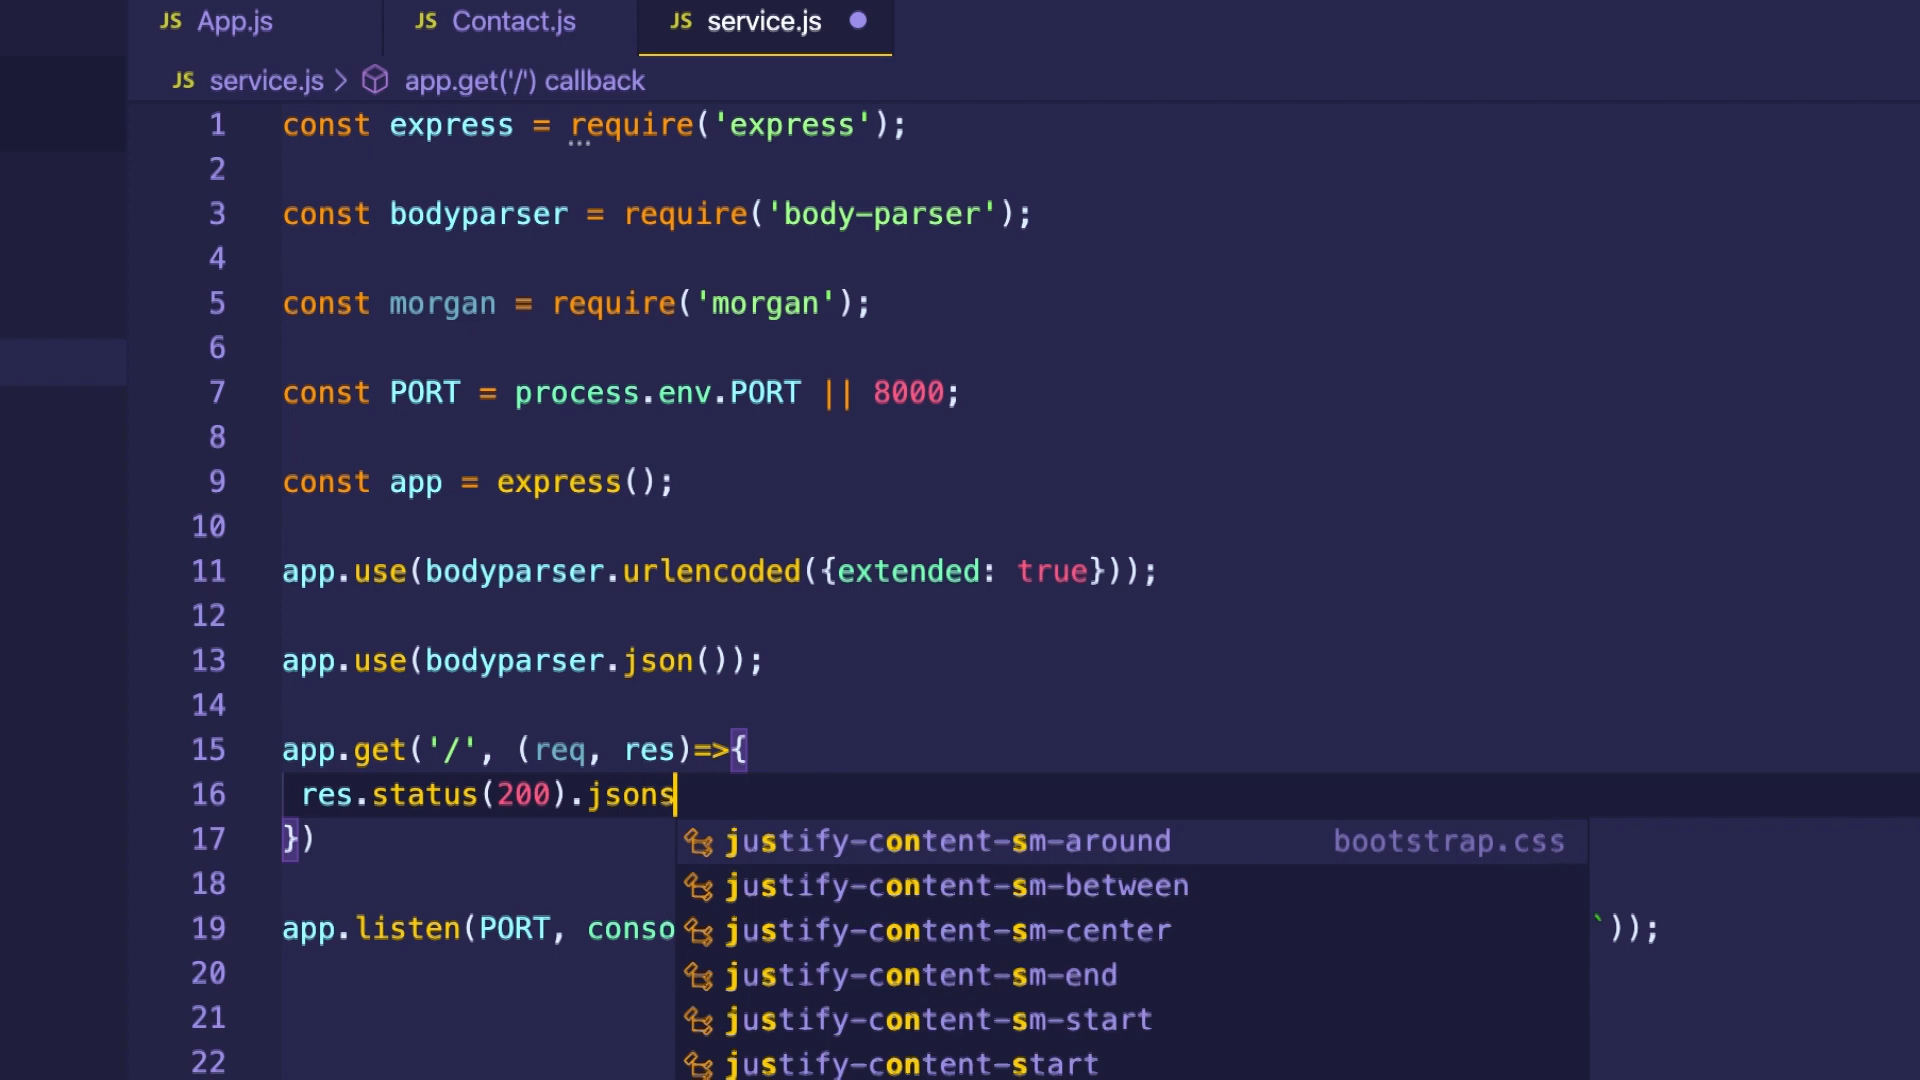 JS App.js JS Contact.js JS service.js
JS service.js > app.get('/') callback
1 const express = require('express');
2
3 const bodyparser = require('body-parser');
4
5 const morgan = require('morgan');
6
7 const PORT = process.env.PORT || 8000;
8
9 const app = express();
10
11 app.use(bodyparser.urlencoded({extended: true}));
12
13 app.use(bodyparser.json());
14
15 app.get('/', (req, res)=>{
16 res.status(200).jsons
17 })
justify-content-sm-around bootstrap.css
18
justify-content-sm-between
19 app.listen(PORT, conso `));
justify-content-sm-center
20
justify-content-sm-end
21
justify-content-sm-start
22
justify-content-start